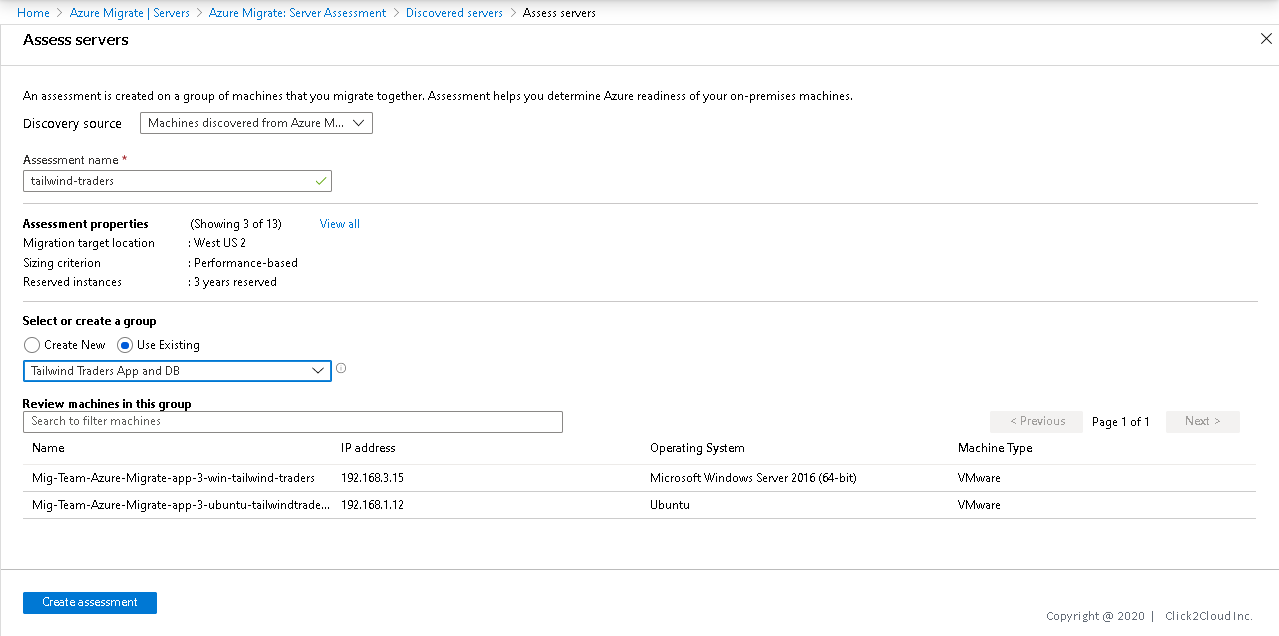 Home > Azure Migrate | Servers > Azure Migrate: Server Assessment > Discovered servers > Assess servers
Assess servers
An assessment is created on a group of machines that you migrate together. Assessment helps you determine Azure readiness of your on-premises machines.
Discovery source Machines discovered from Azure M...
Assessment name *
tailwind-traders
Assessment properties (Showing 3 of 13) View all
Migration target location : West US 2
Sizing criterion : Performance-based
Reserved instances : 3 years reserved
Select or create a group
Create New Use Existing
Tailwind Traders App and DB
Review machines in this group
Search to filter machines < Previous Page 1 of 1 Next >
Name IP address Operating System Machine Type
Mig-Team-Azure-Migrate-app-3-win-tailwind-traders 192.168.3.15 Microsoft Windows Server 2016 (64-bit) VMware
Mig-Team-Azure-Migrate-app-3-ubuntu-tailwindtrade... 192.168.1.12 Ubuntu VMware
Create assessment
Copyright @ 2020 | Click2Cloud Inc.